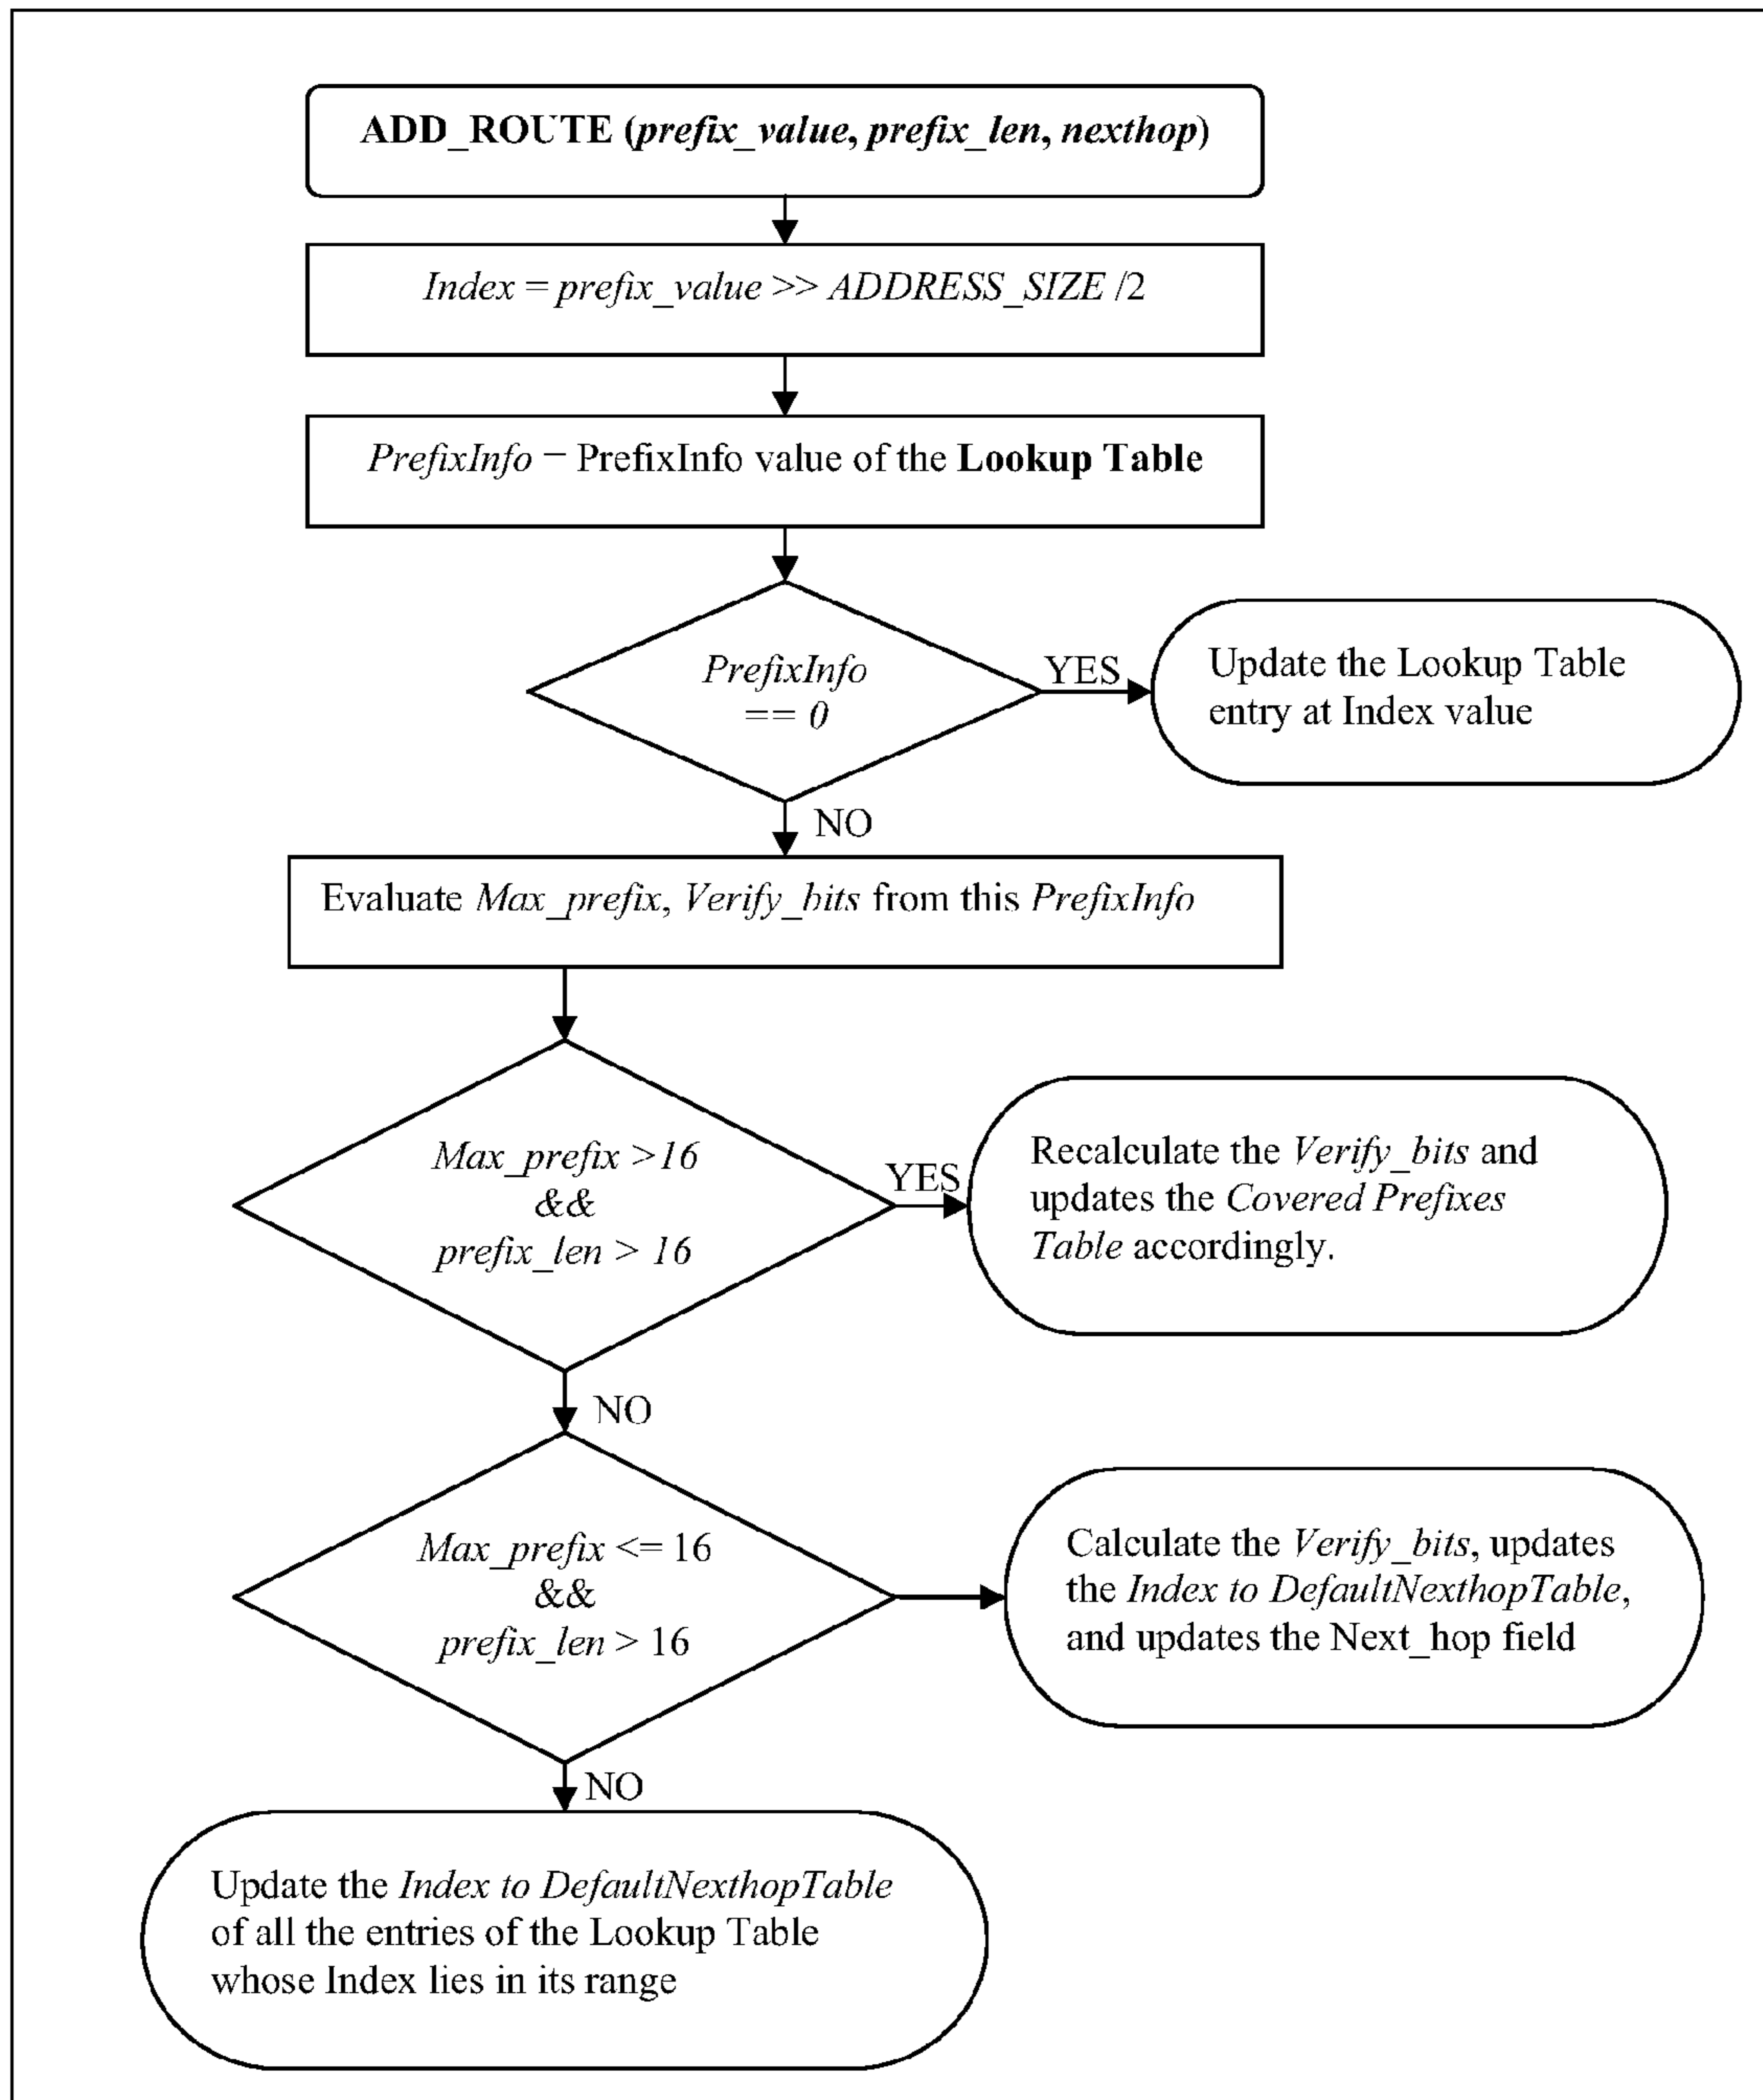 ADD_ROUTE (prefix_value, prefix_len, nexthop)
Index = prefix_value >> ADDRESS_SIZE /2
PrefixInfo = PrefixInfo value of the Lookup Table
PrefixInfo
== 0
YES
Update the Lookup Table
entry at Index value
NO
Evaluate Max_prefix, Verify_bits from this PrefixInfo
Max_prefix >16
&&
prefix_len > 16
YES
Recalculate the Verify_bits and
updates the Covered Prefixes
Table accordingly.
NO
Max_prefix <= 16
&&
prefix_len > 16
Calculate the Verify_bits, updates
the Index to DefaultNexthopTable,
and updates the Next_hop field
NO
Update the Index to DefaultNexthopTable
of all the entries of the Lookup Table
whose Index lies in its range